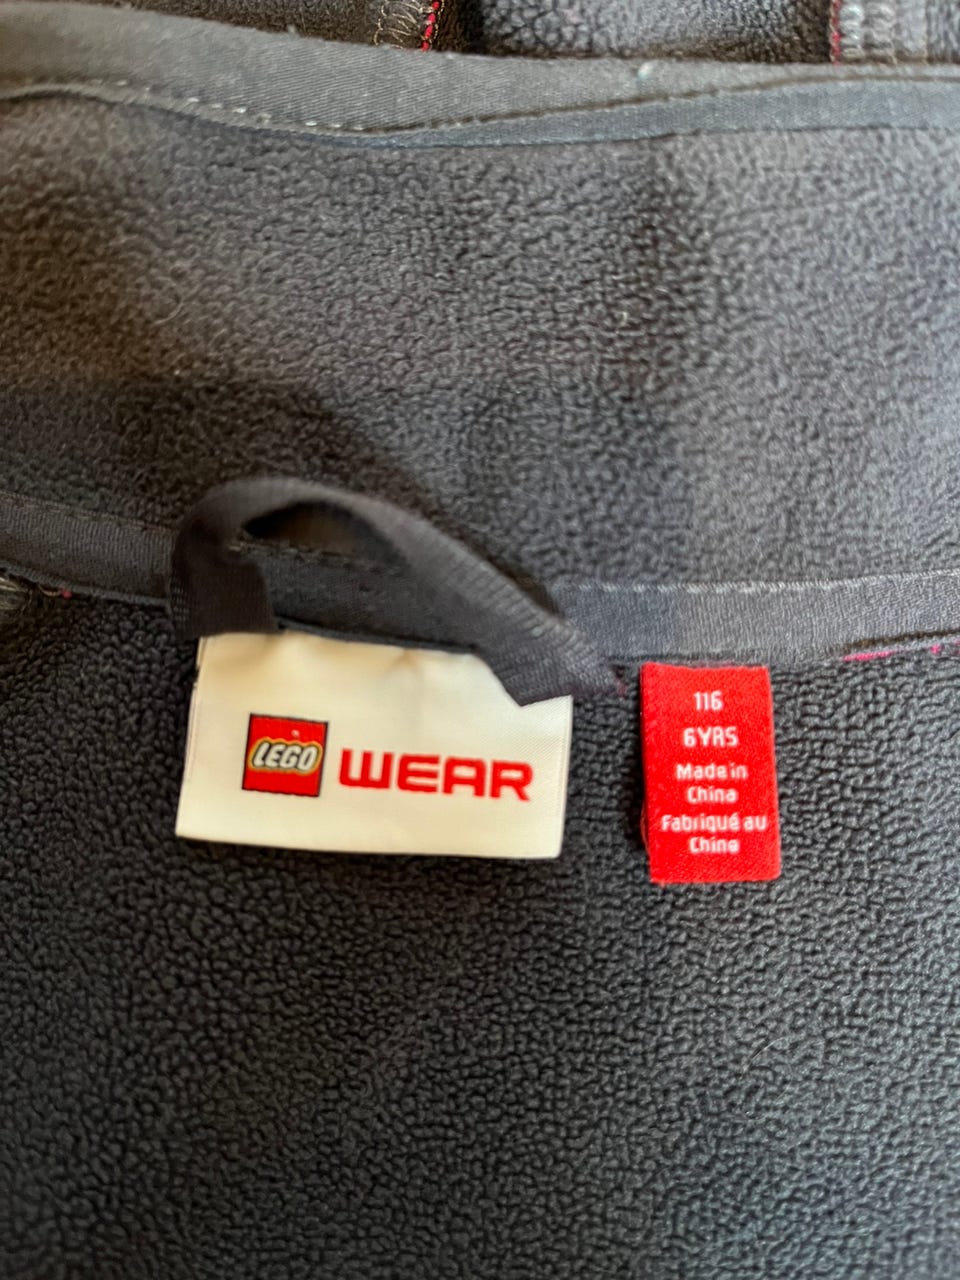 LEGO WEAR
116
6YRS
Made in
China
Fabriqué au
Chine